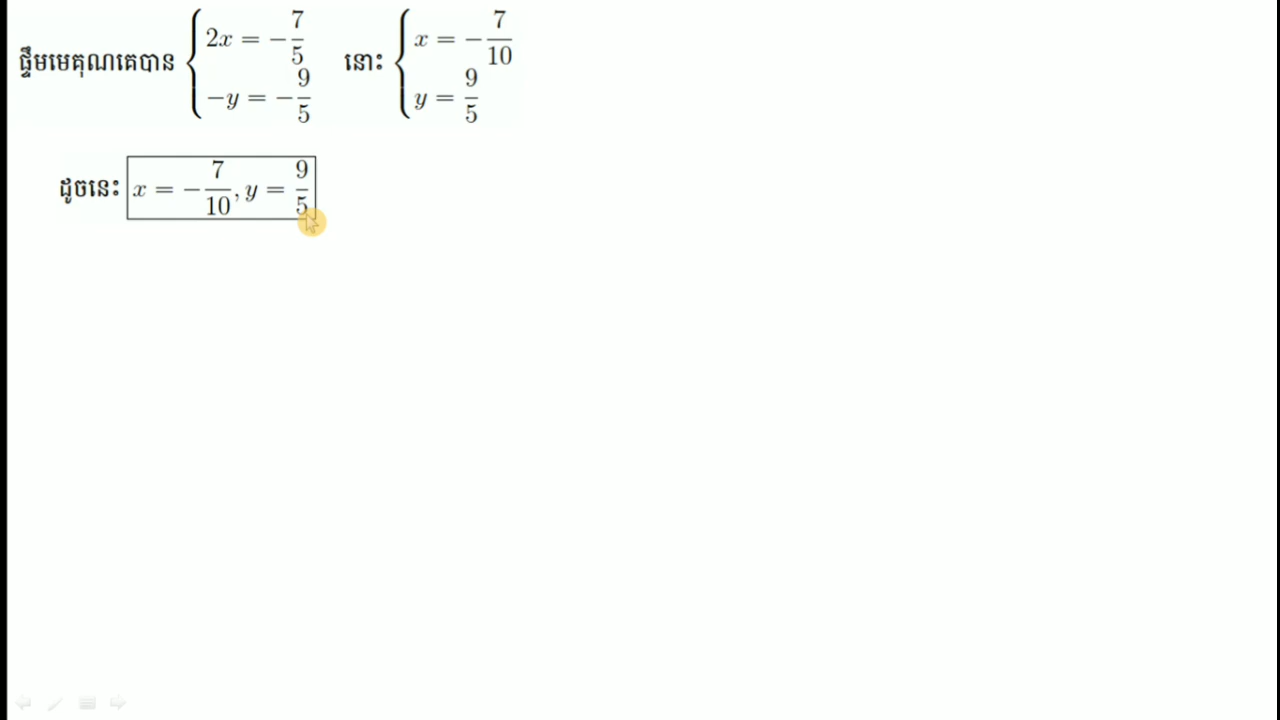 ផ្ទឹមមេគុណគេបាន { 2x = −7/5 , −y = −9/5 នោះ { x = −7/10 , y = 9/5
ដូចនេះ x = −7/10, y = 9/5